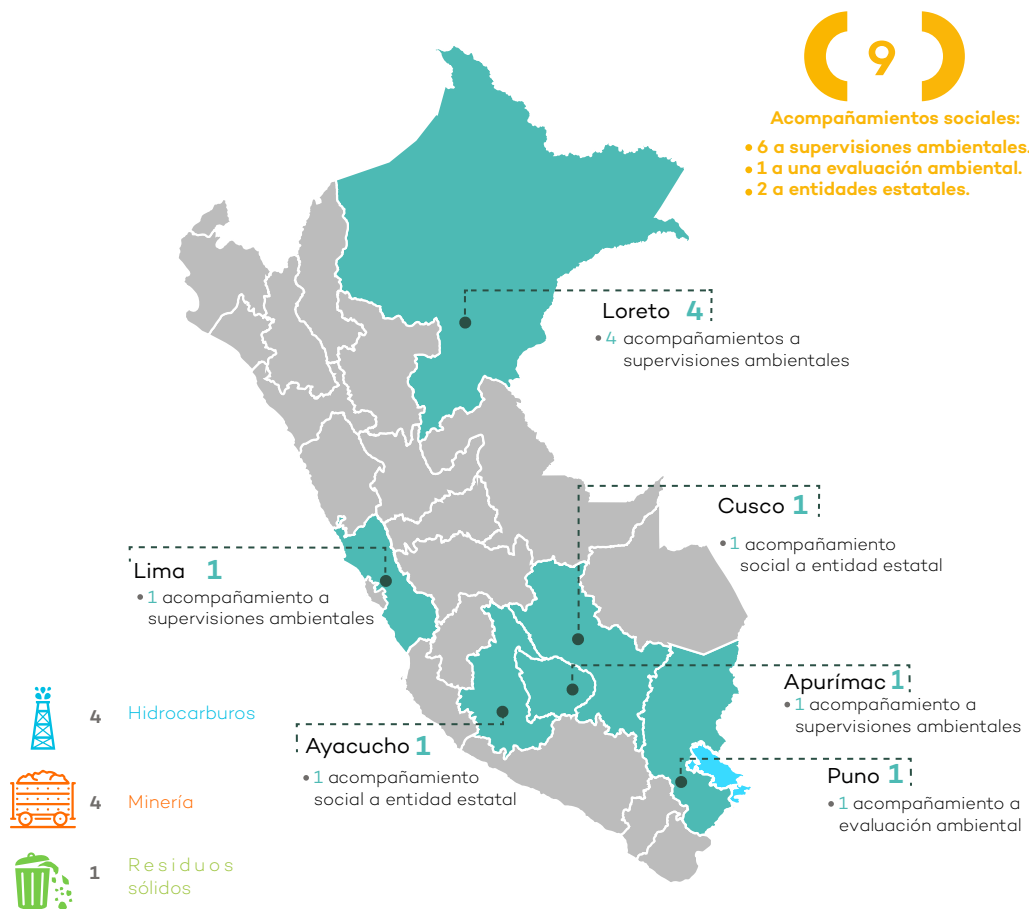 9
Acompañamientos sociales:
• 6 a supervisiones ambientales.
• 1 a una evaluación ambiental.
• 2 a entidades estatales.
Loreto 4
• 4 acompañamientos a
supervisiones ambientales
Cusco 1
• 1 acompañamiento
social a entidad estatal
Lima 1
• 1 acompañamiento a
supervisiones ambientales
Apurímac 1
• 1 acompañamiento a
supervisiones ambientales
Ayacucho 1
• 1 acompañamiento
social a entidad estatal
Puno 1
• 1 acompañamiento a
evaluación ambiental
4 Hidrocarburos
4 Minería
1 Residuos
sólidos